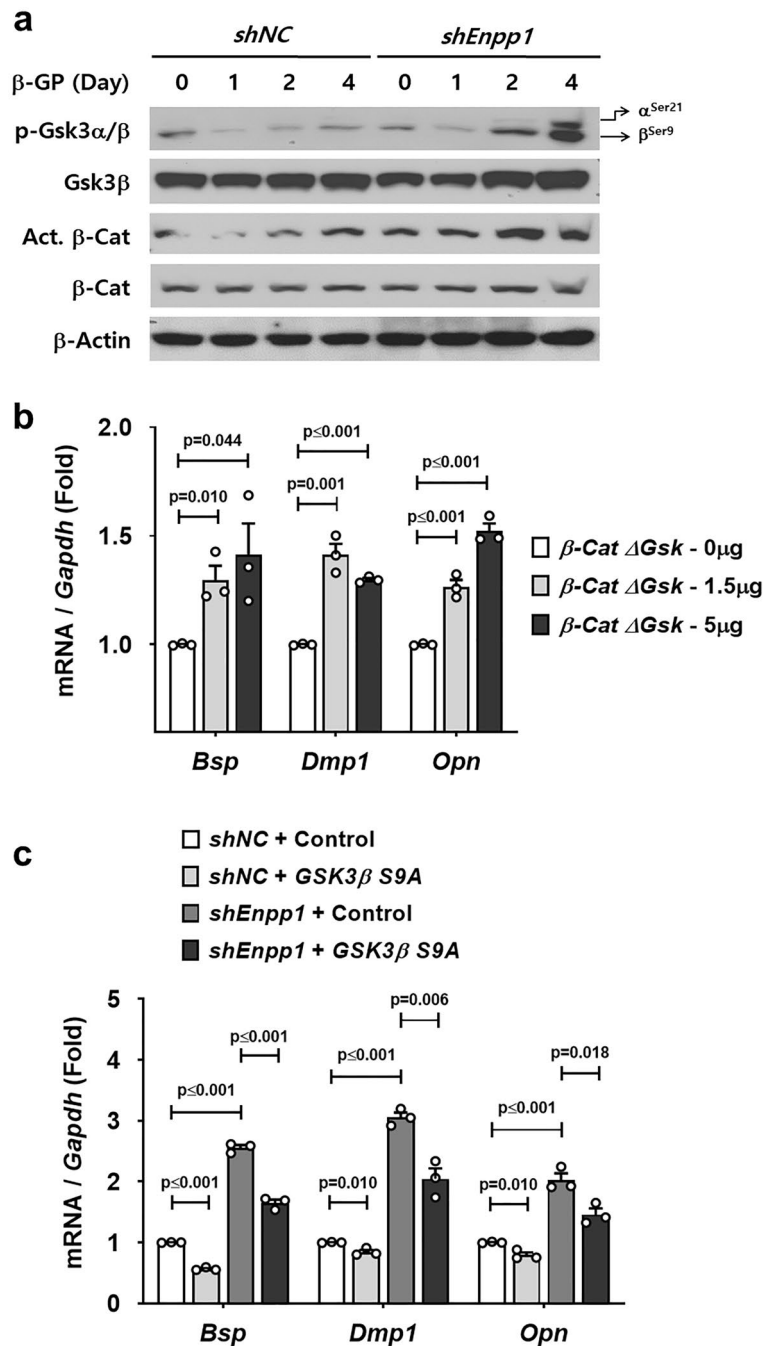 a
shNC shEnpp1
β-GP (Day) 0 1 2 4 0 1 2 4
p-Gsk3α/β
αSer21
βSer9
Gsk3β
Act. β-Cat
β-Cat
β-Actin
b
mRNA / Gapdh (Fold)
2.0
1.5
1.0
p=0.044
p=0.010
p≤0.001
p=0.001
p≤0.001
p≤0.001
Bsp Dmp1 Opn
β-Cat ΔGsk - 0μg
β-Cat ΔGsk - 1.5μg
β-Cat ΔGsk - 5μg
c
shNC + Control
shNC + GSK3β S9A
shEnpp1 + Control
shEnpp1 + GSK3β S9A
mRNA / Gapdh (Fold)
5
4
3
2
1
0
p≤0.001
p≤0.001
p≤0.001
p=0.006
p≤0.001
p=0.010
p=0.018
p≤0.001
p=0.010
Bsp Dmp1 Opn